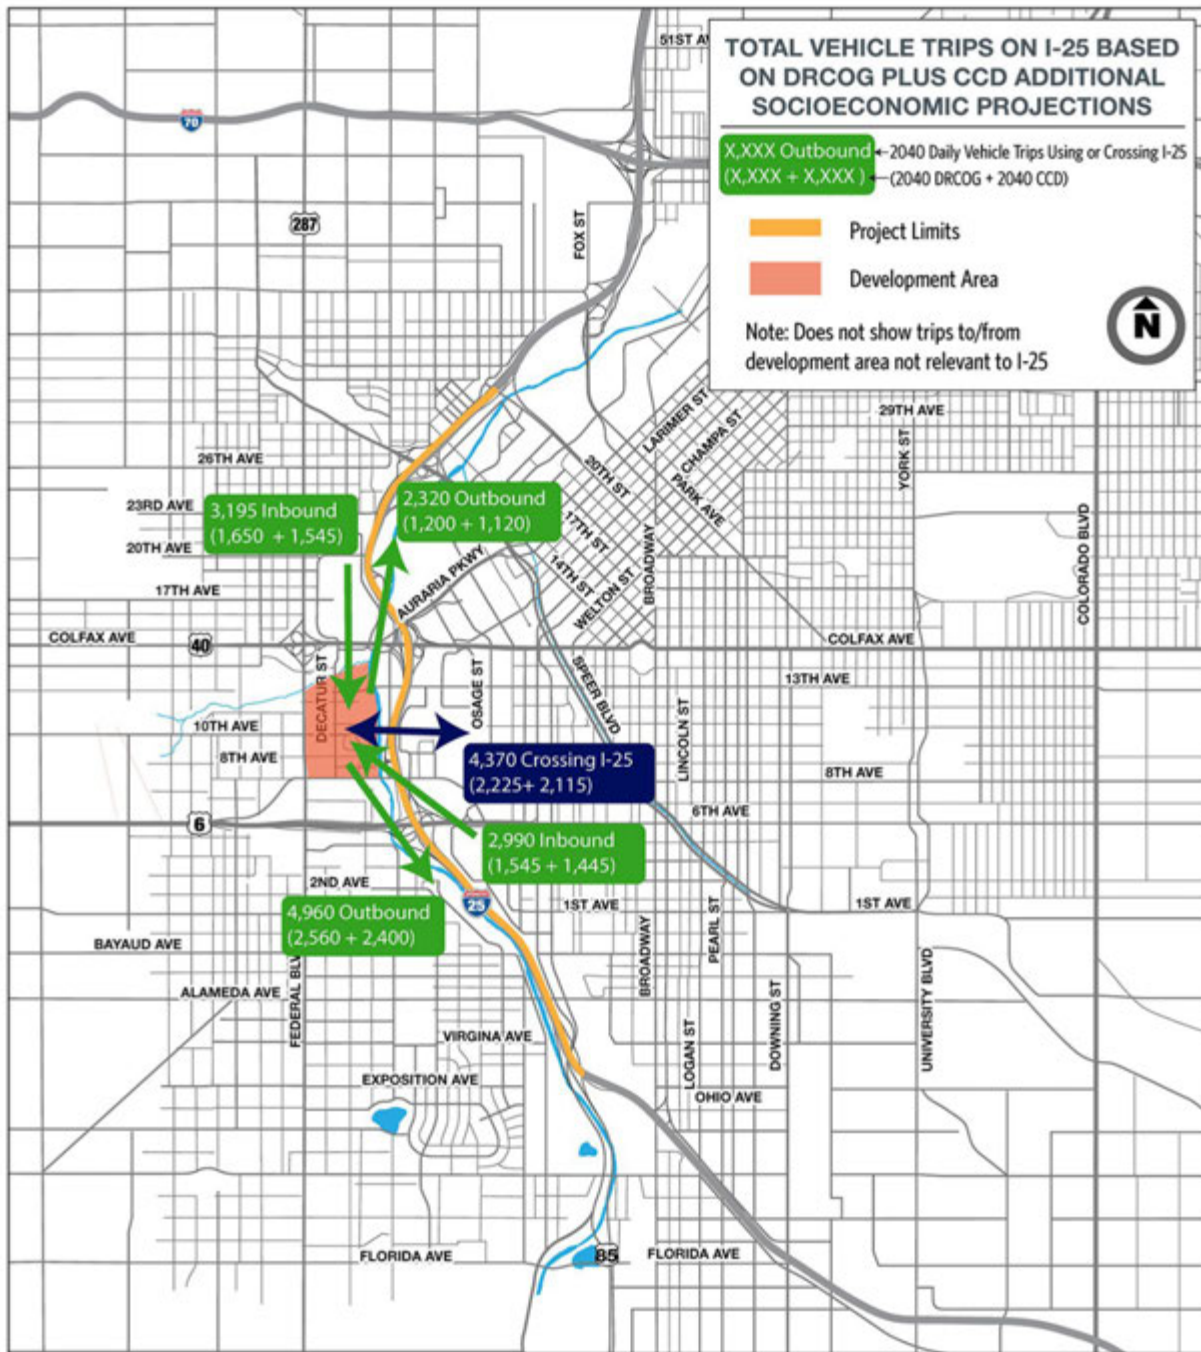 51ST A
TOTAL VEHICLE TRIPS ON I-25 BASED
ON DRCOG PLUS CCD ADDITIONAL
SOCIOECONOMIC PROJECTIONS
X,XXX Outbound
2040 Daily Vehicle Trips Using or Crossing I-25
(X,XXX + X,XXX )
(2040 DRCOG + 2040 CCD)
Project Limits
Development Area
Note: Does not show trips to/from
development area not relevant to I-25
N
70
287
FOX ST
29TH AVE
LARIMER ST
CHAMPA ST
YORK ST
26TH AVE
20TH ST
PARK AVE
23RD AVE
3,195 Inbound
(1,650 + 1,545)
2,320 Outbound
(1,200 + 1,120)
17TH ST
BROADWAY
COLORADO BLVD
20TH AVE
14TH ST
WELTON ST
AURARIA PKWY
17TH AVE
COLFAX AVE
40
COLFAX AVE
DECATUR ST
OSAGE ST
SPEER BLVD
13TH AVE
10TH AVE
LINCOLN ST
8TH AVE
4,370 Crossing I-25
(2,225+ 2,115)
8TH AVE
6
6TH AVE
2,990 Inbound
(1,545 + 1,445)
2ND AVE
25
1ST AVE
1ST AVE
4,960 Outbound
(2,560 + 2,400)
BAYAUD AVE
BROADWAY
PEARL ST
ALAMEDA AVE
FEDERAL BLV
UNIVERSITY BLVD
DOWNING ST
VIRGINA AVE
LOGAN ST
EXPOSITION AVE
OHIO AVE
FLORIDA AVE
85
FLORIDA AVE